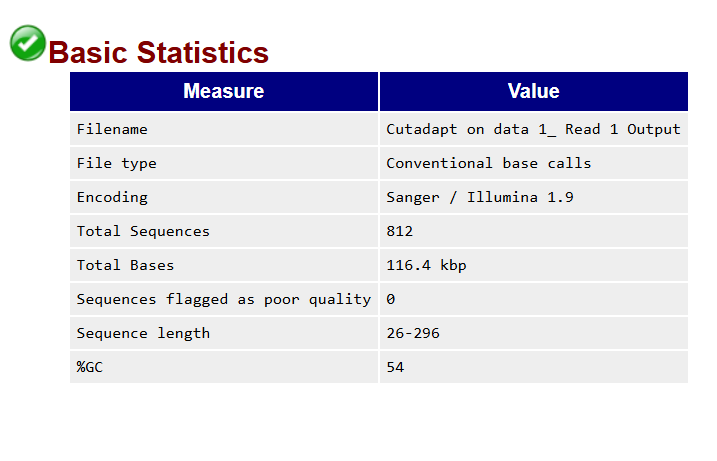 Basic Statistics
Measure Value
Filename Cutadapt on data 1_ Read 1 Output
File type Conventional base calls
Encoding Sanger / Illumina 1.9
Total Sequences 812
Total Bases 116.4 kbp
Sequences flagged as poor quality 0
Sequence length 26-296
%GC 54